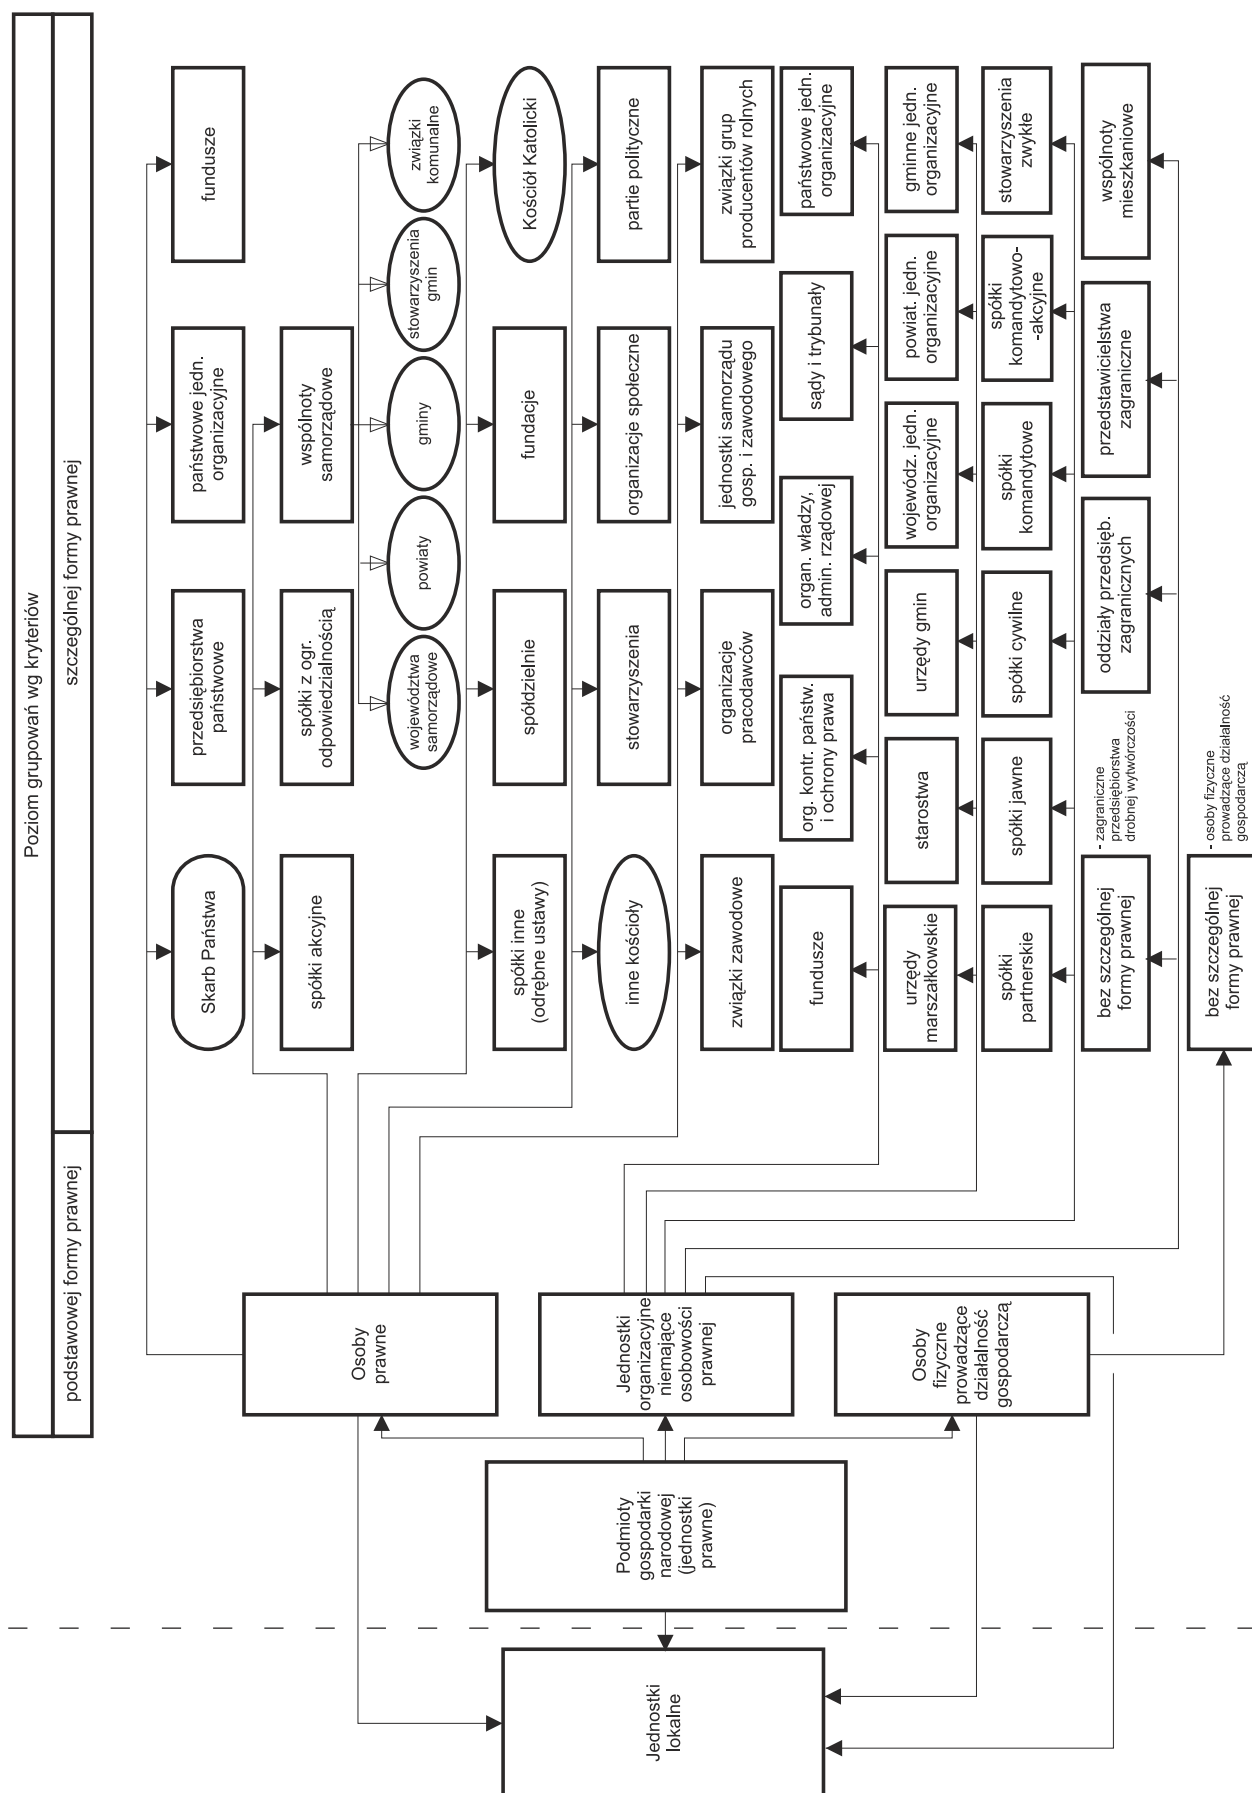 Poziom grupowań wg kryteriów
podstawowej formy prawnej
szczególnej formy prawnej
Skarb Państwa
przedsiębiorstwa
państwowe
państwowe jedn.
organizacyjne
fundusze
spółki akcyjne
spółki z ogr.
odpowiedzialnością
wspólnoty
samorządowe
województwa
samorządowe
powiaty
gminy
stowarzyszenia
gmin
związki
komunalne
spółki inne
(odrębne ustawy)
spółdzielnie
fundacje
Kościół Katolicki
inne kościoły
stowarzyszenia
organizacje społeczne
partie polityczne
związki zawodowe
organizacje
pracodawców
jednostki samorządu
gosp. i zawodowego
związki grup
producentów rolnych
fundusze
org. kontr. państw.
i ochrony prawa
organ. władzy,
admin. rządowej
sądy i trybunały
państwowe jedn.
organizacyjne
urzędy
marszałkowskie
starostwa
urzędy gmin
wojewódz. jedn.
organizacyjne
powiat. jedn.
organizacyjne
gminne jedn.
organizacyjne
spółki
partnerskie
spółki jawne
spółki cywilne
spółki
komandytowe
spółki
komandytowo-
-akcyjne
stowarzyszenia
zwykłe
bez szczególnej
formy prawnej
- zagraniczne
przedsiębiorstwa
drobnej wytwórczości
oddziały przedsięb.
zagranicznych
przedstawicielstwa
zagraniczne
wspólnoty
mieszkaniowe
bez szczególnej
formy prawnej
- osoby fizyczne
prowadzące działalność
gospodarczą
Osoby
prawne
Jednostki
organizacyjne
niemające
osobowości
prawnej
Osoby
fizyczne
prowadzące
działalność
gospodarczą
Podmioty
gospodarki
narodowej
(jednostki
prawne)
Jednostki
lokalne